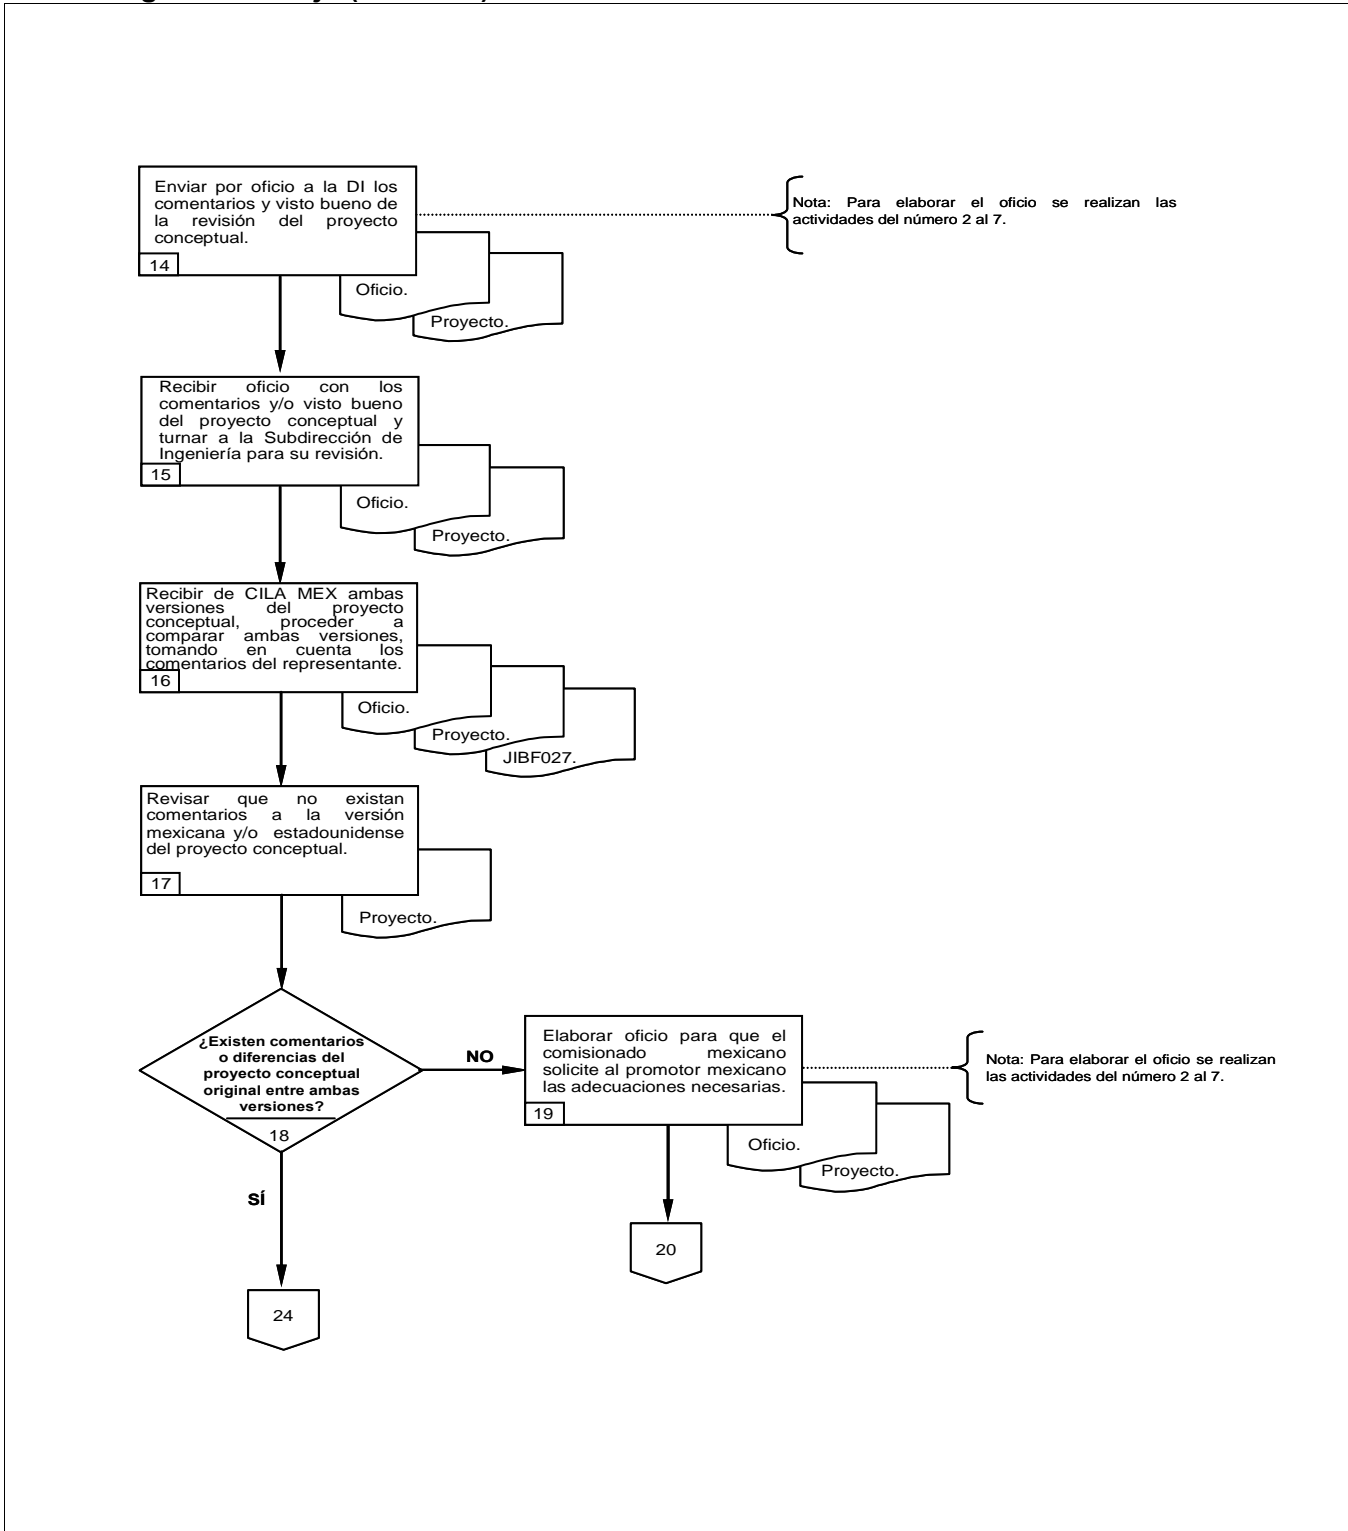 Enviar por oficio a la DI los
comentarios y visto bueno de
la revisión del proyecto
conceptual.
14
Oficio.
Proyecto.
Nota: Para elaborar el oficio se realizan las
actividades del número 2 al 7.
Recibir oficio con los
comentarios y/o visto bueno
del proyecto conceptual y
turnar a la Subdirección de
Ingeniería para su revisión.
15
Oficio.
Proyecto.
Recibir de CILA MEX ambas
versiones del proyecto
conceptual, proceder a
comparar ambas versiones,
tomando en cuenta los
comentarios del representante.
16
Oficio.
Proyecto.
JIBF027.
Revisar que no existan
comentarios a la versión
mexicana y/o estadounidense
del proyecto conceptual.
17
Proyecto.
¿Existen comentarios
o diferencias del
proyecto conceptual
original entre ambas
versiones?
18
NO
SÍ
Elaborar oficio para que el
comisionado mexicano
solicite al promotor mexicano
las adecuaciones necesarias.
19
Oficio.
Proyecto.
Nota: Para elaborar el oficio se realizan
las actividades del número 2 al 7.
20
24